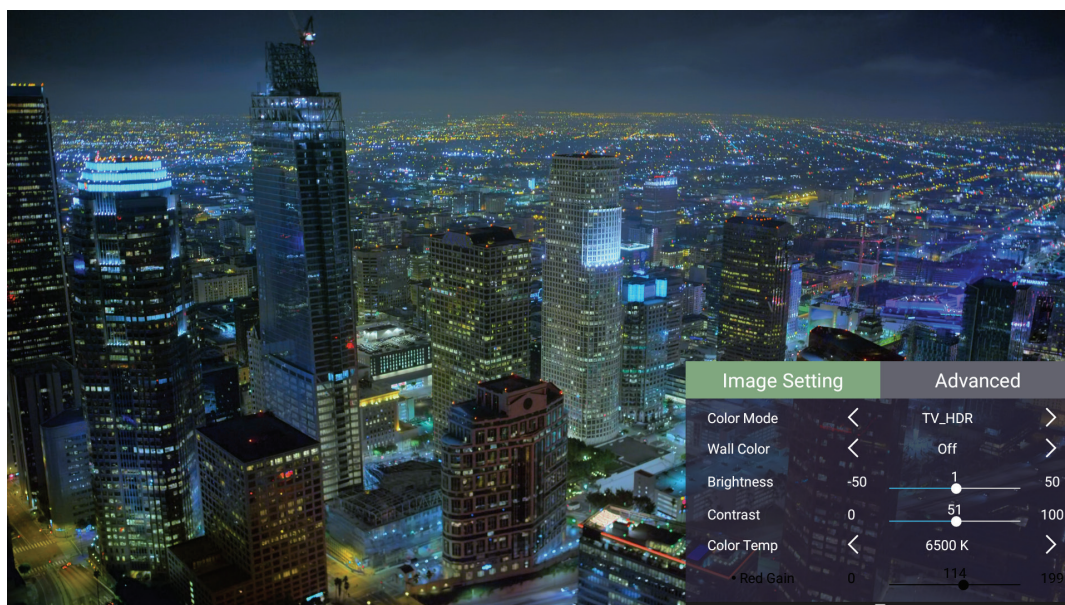 Image Setting Advanced
Color Mode TV_HDR
Wall Color Off
Brightness -50 1 50
Contrast 0 51 100
Color Temp 6500 K
• Red Gain 0 114 199